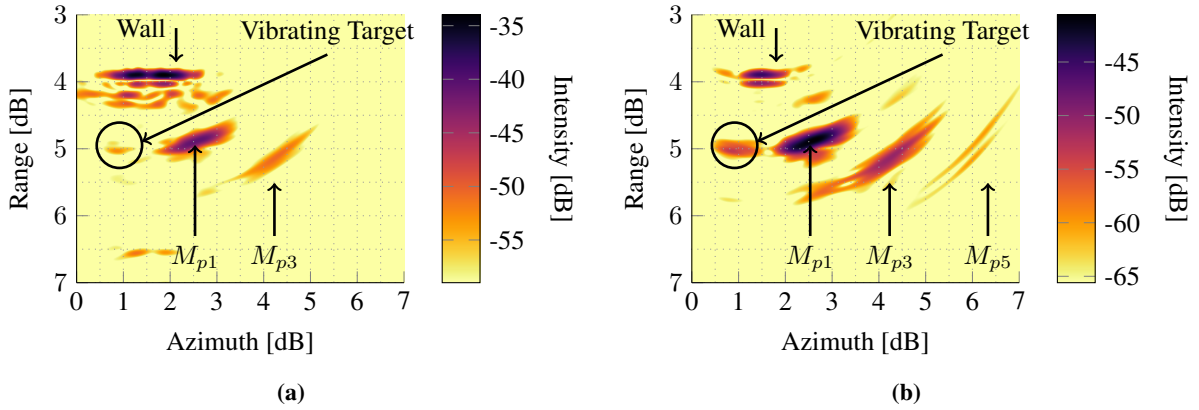 Wall
Vibrating Target
M_{p1}
M_{p3}
3
4
5
6
7
Range [dB]
0 1 2 3 4 5 6 7
Azimuth [dB]
-35
-40
-45
-50
-55
Intensity [dB]
(a)
Wall
Vibrating Target
M_{p1}
M_{p3}
M_{p5}
3
4
5
6
7
Range [dB]
0 1 2 3 4 5 6 7
Azimuth [dB]
-45
-50
-55
-60
-65
Intensity [dB]
(b)